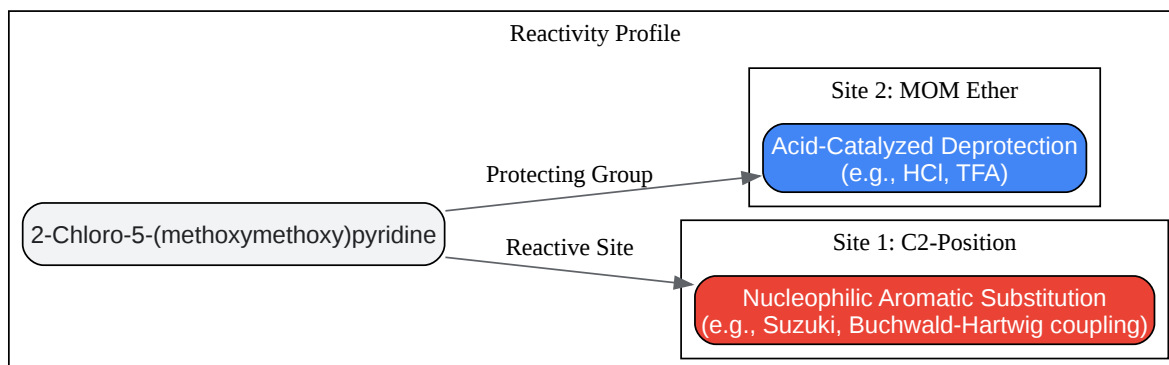 Reactivity Profile
Site 2: MOM Ether
Acid-Catalyzed Deprotection
(e.g., HCl, TFA)
Protecting Group
2-Chloro-5-(methoxymethoxy)pyridine
Reactive Site
Site 1: C2-Position
Nucleophilic Aromatic Substitution
(e.g., Suzuki, Buchwald-Hartwig coupling)